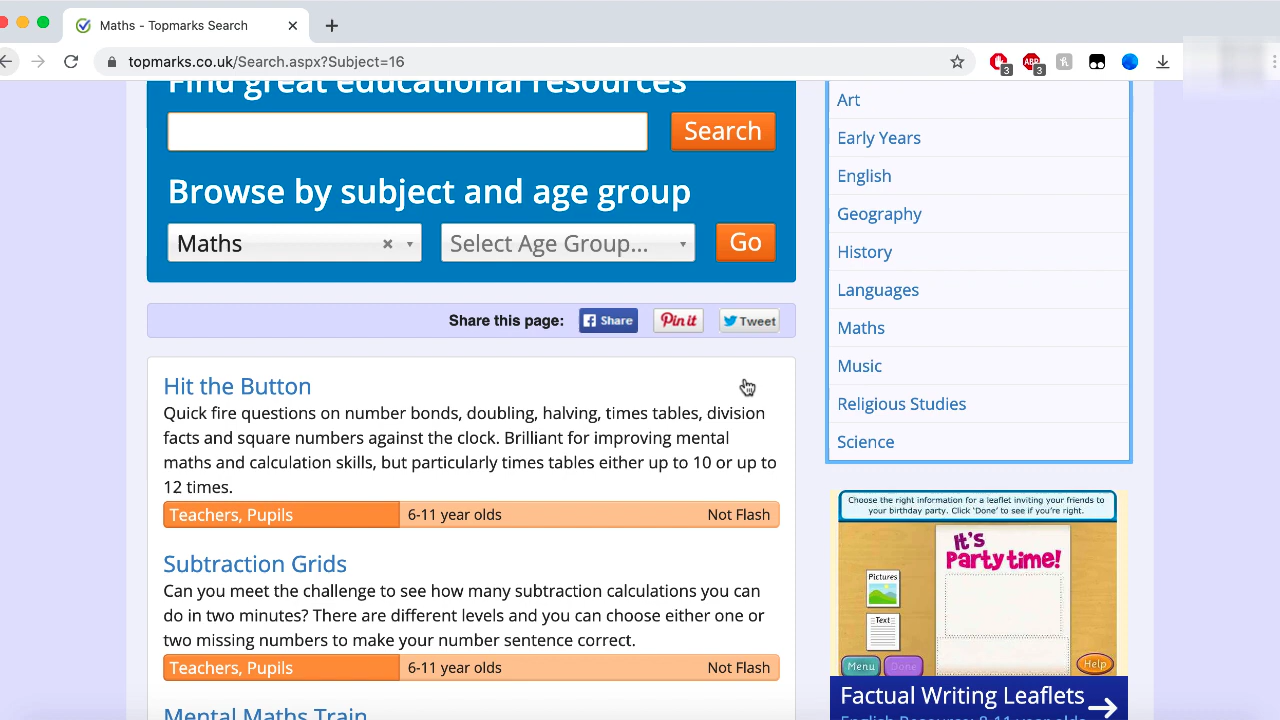 Maths - Topmarks Search
topmarks.co.uk/Search.aspx?Subject=16
3
ABP
3
Find great educational resources
Search
Browse by subject and age group
Maths
Select Age Group...
Go
Share this page:
Share
Pin it
Tweet
Hit the Button
Quick fire questions on number bonds, doubling, halving, times tables, division
facts and square numbers against the clock. Brilliant for improving mental
maths and calculation skills, but particularly times tables either up to 10 or up to
12 times.
Teachers, Pupils 6-11 year olds Not Flash
Subtraction Grids
Can you meet the challenge to see how many subtraction calculations you can
do in two minutes? There are different levels and you can choose either one or
two missing numbers to make your number sentence correct.
Teachers, Pupils 6-11 year olds Not Flash
Mental Maths Train
Art
Early Years
English
Geography
History
Languages
Maths
Music
Religious Studies
Science
Choose the right information for a leaflet inviting your friends to
your birthday party. Click 'Done' to see if you're right.
It's
Party time!
Pictures
Text
Menu
Done
Help
Factual Writing Leaflets
English Resource: 8-11 year olds